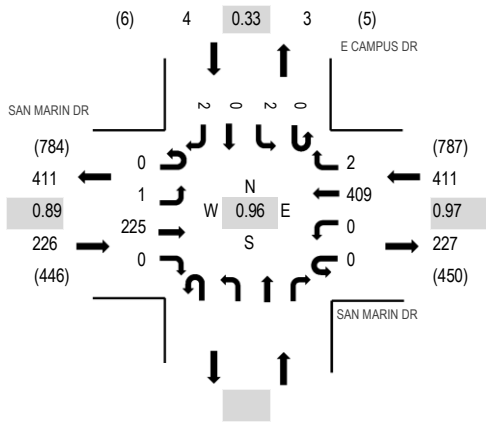 (6) 4 0.33 3 (5)
E CAMPUS DR
SAN MARIN DR
2 0 2 0
(784) (787)
0 2
411 411
1 N 409
0.89 W 0.96 E 0.97
225 S 0
226 227
0 0
(446) (450)
SAN MARIN DR